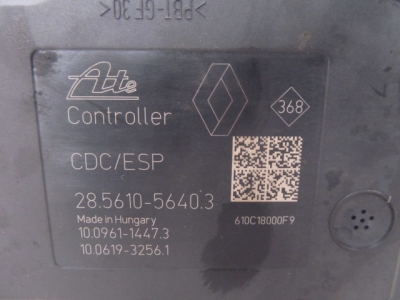 >PBT-GF30<
Ate
368
Controller
CDC/ESP
28.5610-5640.3
Made in Hungary
610C18000F9
10.0961-1447.3
10.0619-3256.1